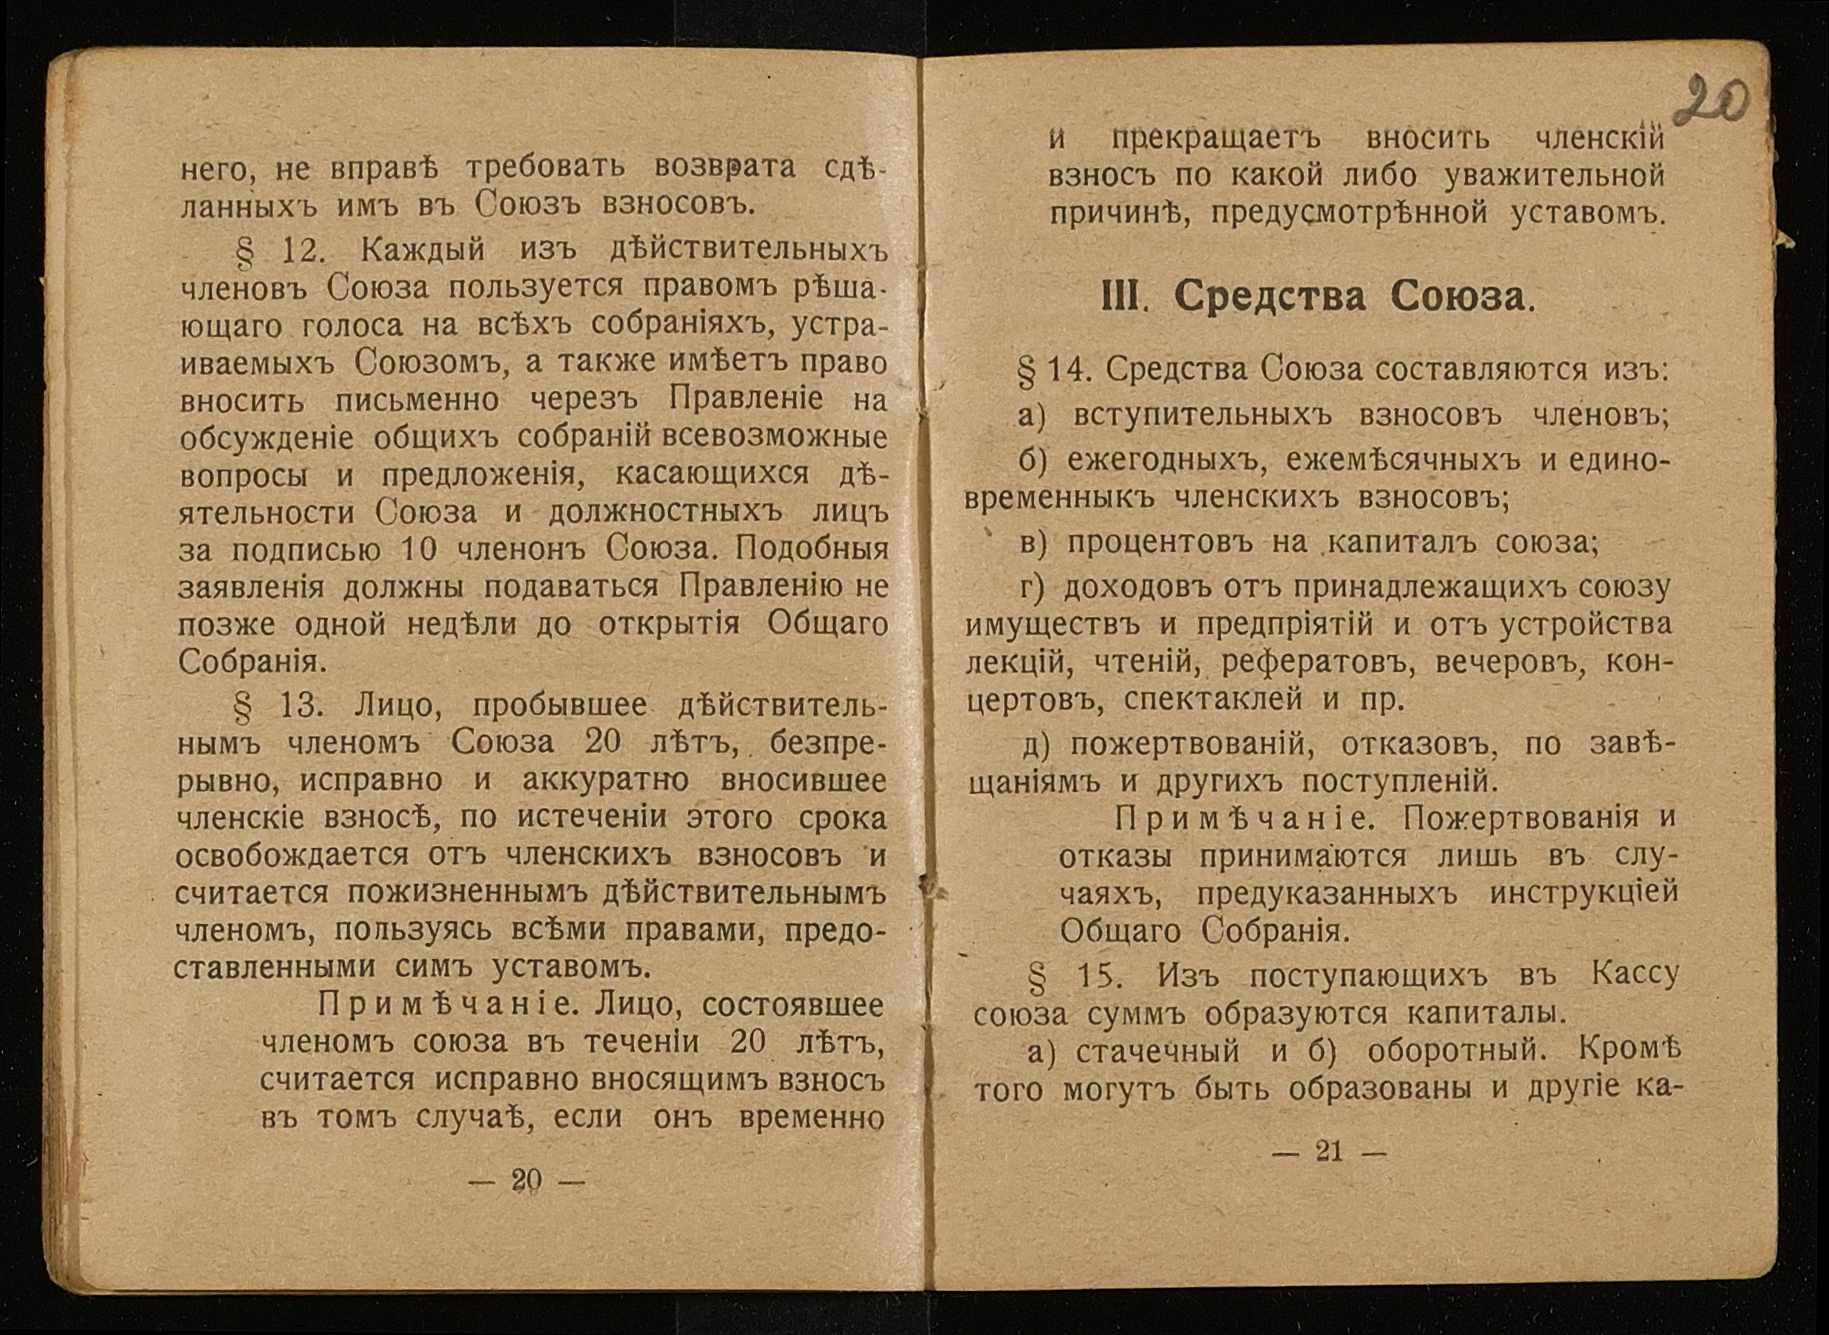 него, не вправѣ требовать возврата сдѣ-
ланныхъ имъ въ Союзъ взносовъ.
§ 12. Каждый изъ дѣйствительныхъ
членовъ Союза пользуется правомъ рѣша-
ющаго голоса на всѣхъ собраніяхъ, устра-
иваемыхъ Союзомъ, а также имѣетъ право
вносить письменно черезъ Правленіе на
обсужденіе общихъ собраній всевозможные
вопросы и предложенія, касающихся дѣ-
ятельности Союза и должностныхъ лицъ
за подписью 10 членонъ Союза. Подобныя
заявленія должны подаваться Правленію не
позже одной недѣли до открытія Общаго
Собранія.
§ 13. Лицо, пробывшее дѣйствитель-
нымъ членомъ Союза 20 лѣтъ, безпре-
рывно, исправно и аккуратно вносившее
членскіе взносѣ, по истеченіи этого срока
освобождается отъ членскихъ взносовъ и
считается пожизненнымъ дѣйствительнымъ
членомъ, пользуясь всѣми правами, предо-
ставленными симъ уставомъ.
Примѣчаніе. Лицо, состоявшее
членомъ союза въ теченіи 20 лѣтъ,
считается исправно вносящимъ взносъ
въ томъ случаѣ, если онъ временно
— 20 —
20
и прекращаетъ вносить членскій
взносъ по какой либо уважительной
причинѣ, предусмотрѣнной уставомъ.
III. Средства Союза.
§ 14. Средства Союза составляются изъ:
а) вступительныхъ взносовъ членовъ;
б) ежегодныхъ, ежемѣсячныхъ и едино-
временныкъ членскихъ взносовъ;
в) процентовъ на капиталъ союза;
г) доходовъ отъ принадлежащихъ союзу
имуществъ и предпріятій и отъ устройства
лекцій, чтеній, рефератовъ, вечеровъ, кон-
цертовъ, спектаклей и пр.
д) пожертвованій, отказовъ, по завѣ-
щаніямъ и другихъ поступленій.
Примѣчаніе. Пожертвованія и
отказы принимаются лишь въ слу-
чаяхъ, предуказанныхъ инструкціей
Общаго Собранія.
§ 15. Изъ поступающихъ въ Кассу
союза суммъ образуются капиталы.
а) стачечный и б) оборотный. Кромѣ
того могутъ быть образованы и другіе ка-
— 21 —